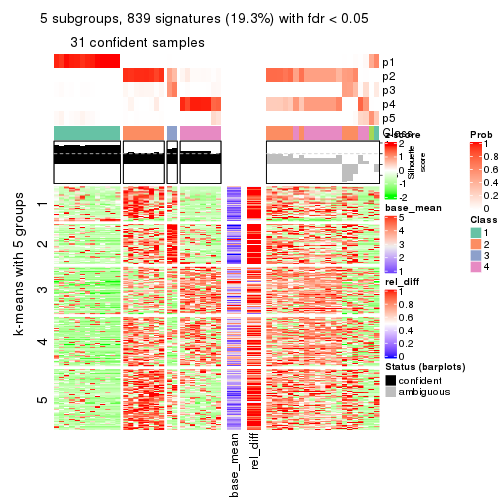 5 subgroups, 839 signatures (19.3%) with fdr < 0.05
31 confident samples
p1
p2
p3
p4
p5
Class
Silhouette
score
k-means with 5 groups
1
2
3
4
5
base_mean
rel_diff
z-score
2
1
0
-1
-2
base_mean
5
4
3
2
1
rel_diff
1
0.8
0.6
0.4
0.2
0
Status (barplots)
confident
ambiguous
Prob
1
0.8
0.6
0.4
0.2
0
Class
1
2
3
4